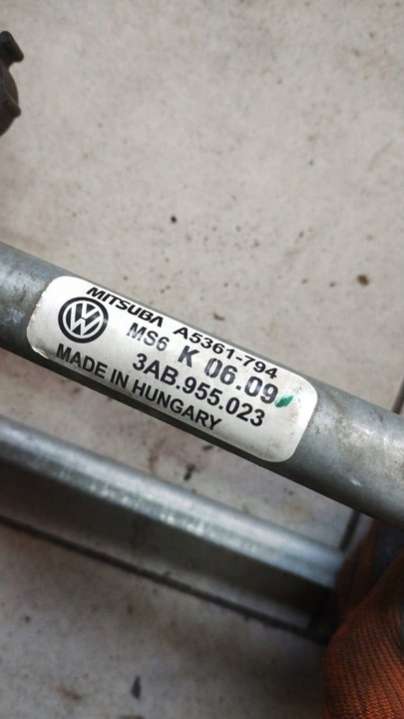 MITSUBA A5361-794
MS6 K 06.09
3AB.955.023
MADE IN HUNGARY